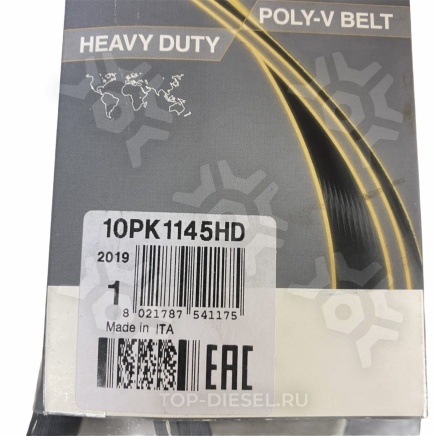 POLY-V BELT
HEAVY DUTY
10PK1145HD
2019
1
8 021787 541175
Made in ITA
EAC
TOP-DIESEL.RU